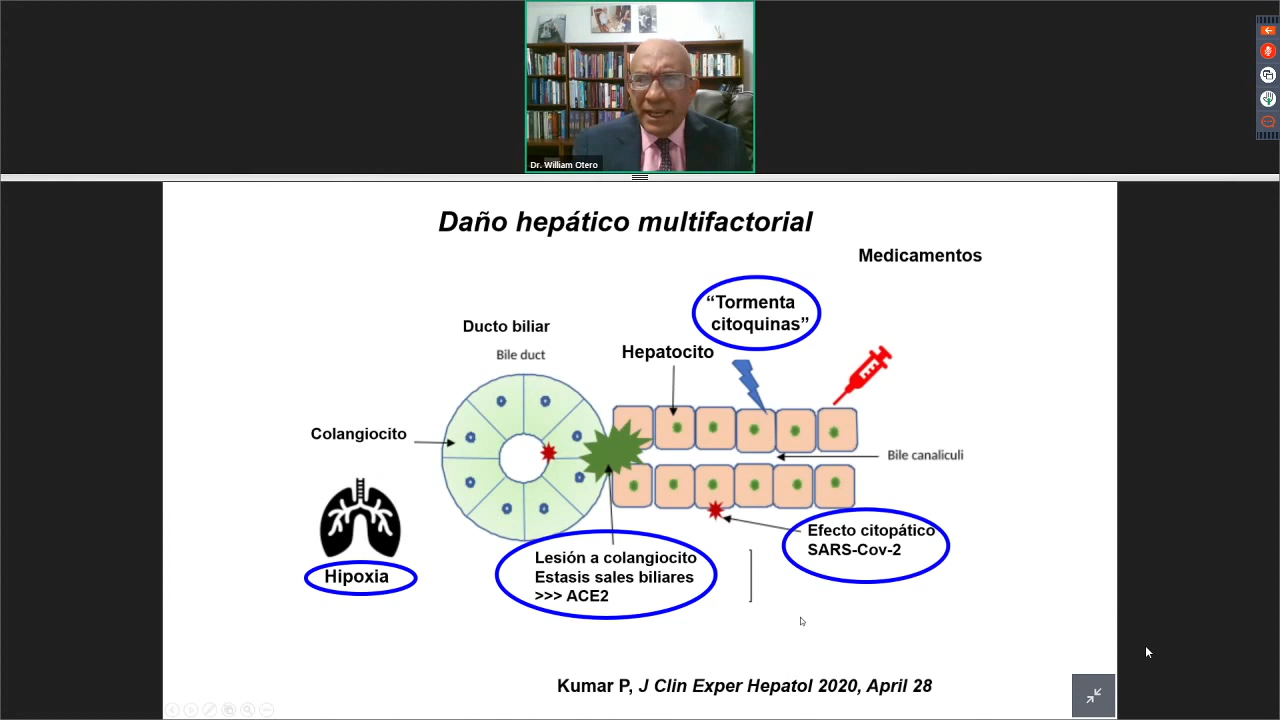 Dr. William Otero
Daño hepático multifactorial
Medicamentos
“Tormenta
citoquinas”
Ducto biliar
Bile duct
Hepatocito
Colangiocito
Bile canaliculi
Efecto citopático
SARS-Cov-2
Lesión a colangiocito
Estasis sales biliares
>>> ACE2
Hipoxia
Kumar P, J Clin Exper Hepatol 2020, April 28